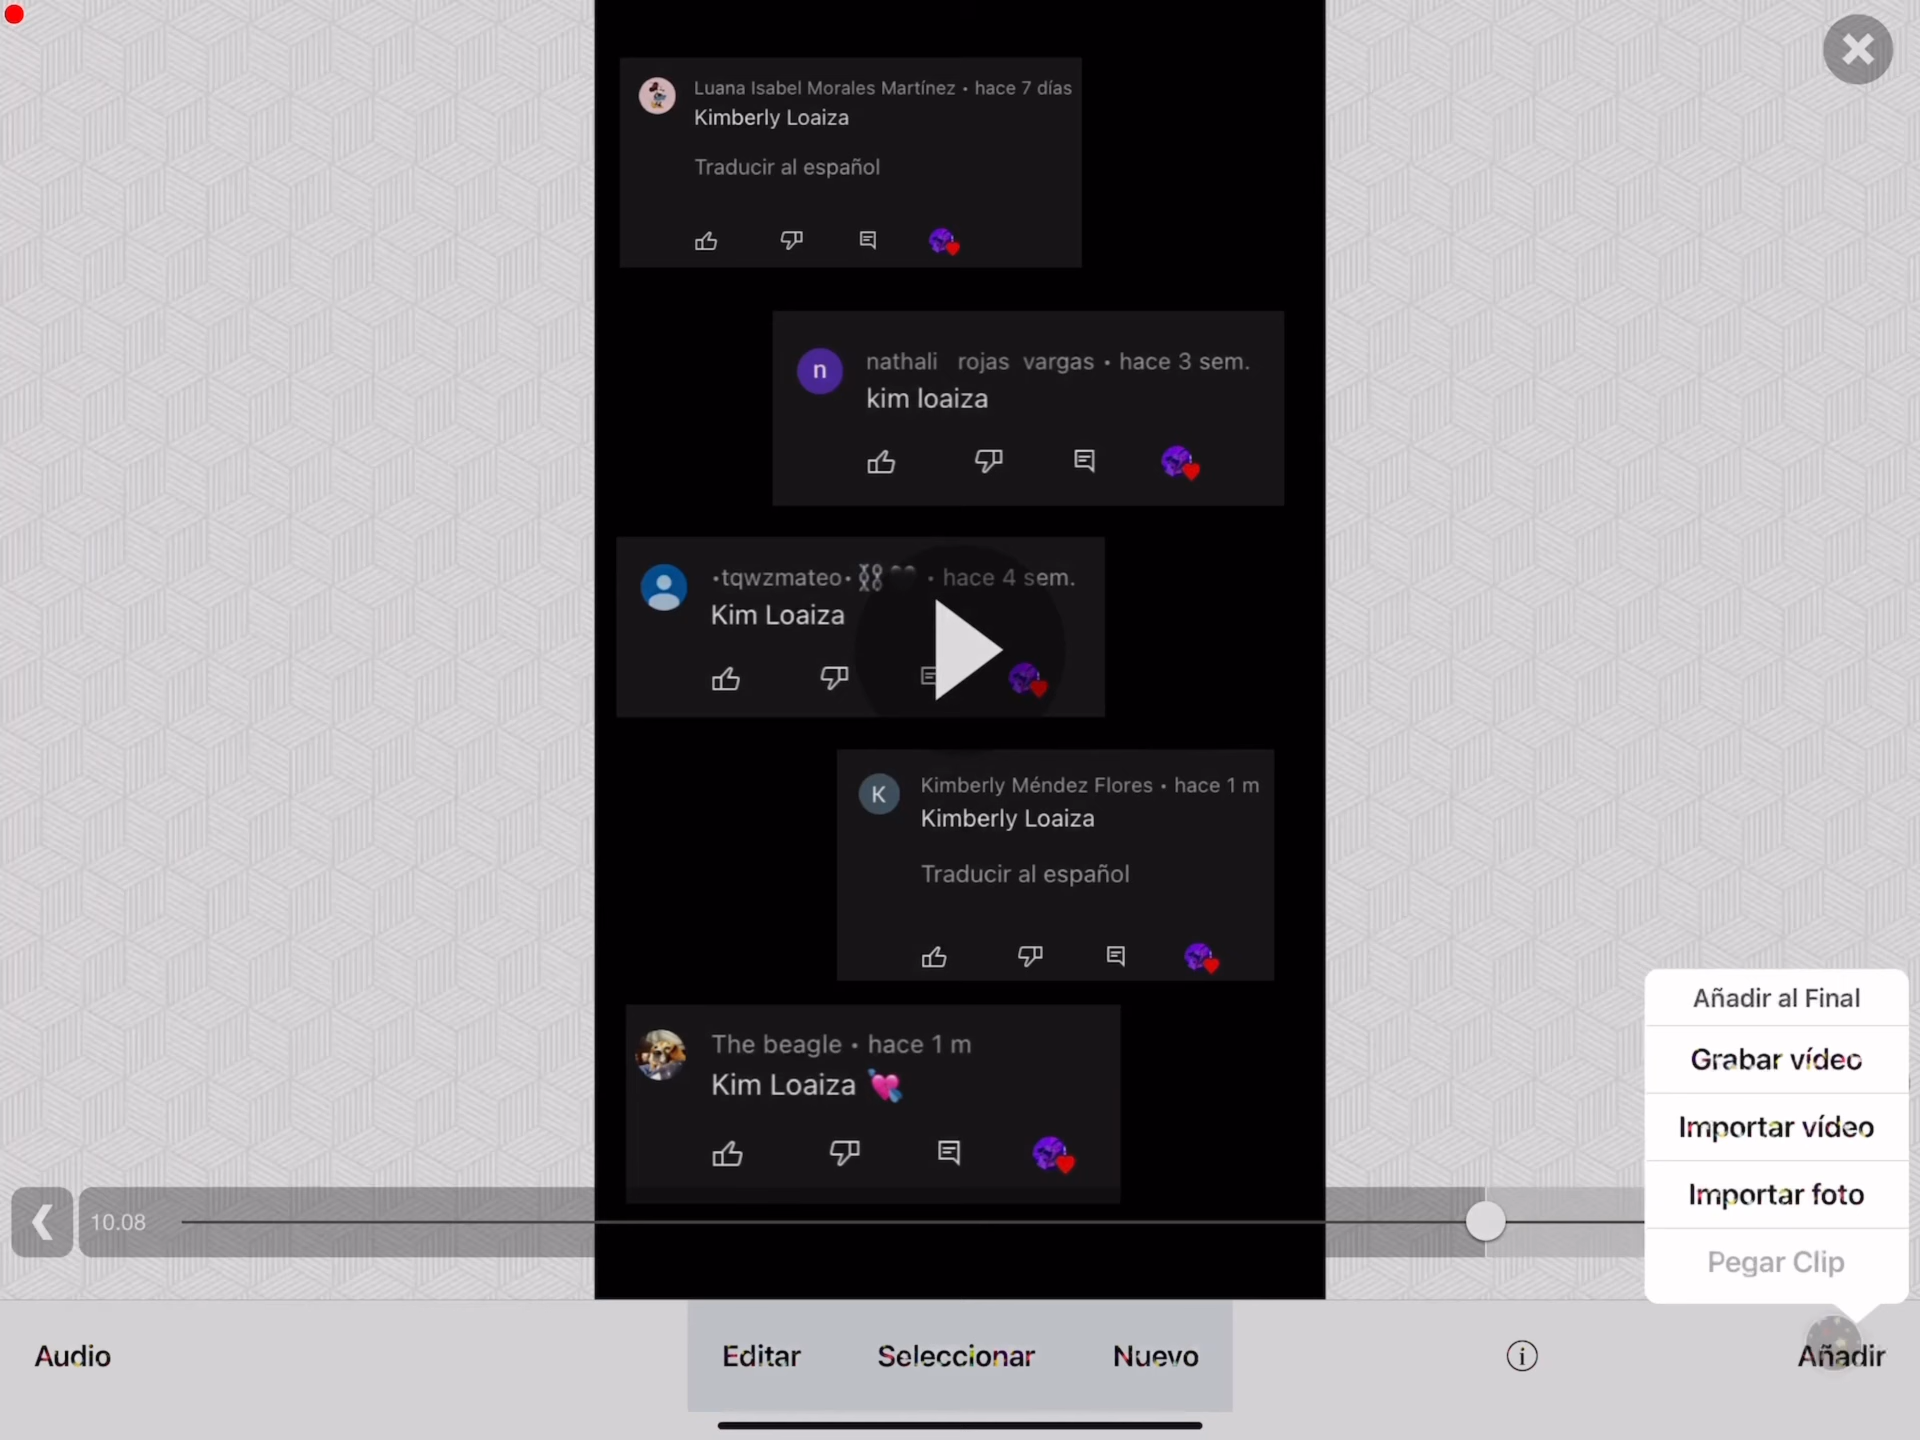 Luana Isabel Morales Martínez • hace 7 días
Kimberly Loaiza
Traducir al español
n
nathali rojas vargas • hace 3 sem.
kim loaiza
•tqwzmateo•⛓🖤 • hace 4 sem.
Kim Loaiza
K
Kimberly Méndez Flores • hace 1 m
Kimberly Loaiza
Traducir al español
The beagle • hace 1 m
Kim Loaiza 💘
10.08
Añadir al Final
Grabar vídeo
Importar vídeo
Importar foto
Pegar Clip
Audio
Editar
Seleccionar
Nuevo
Añadir